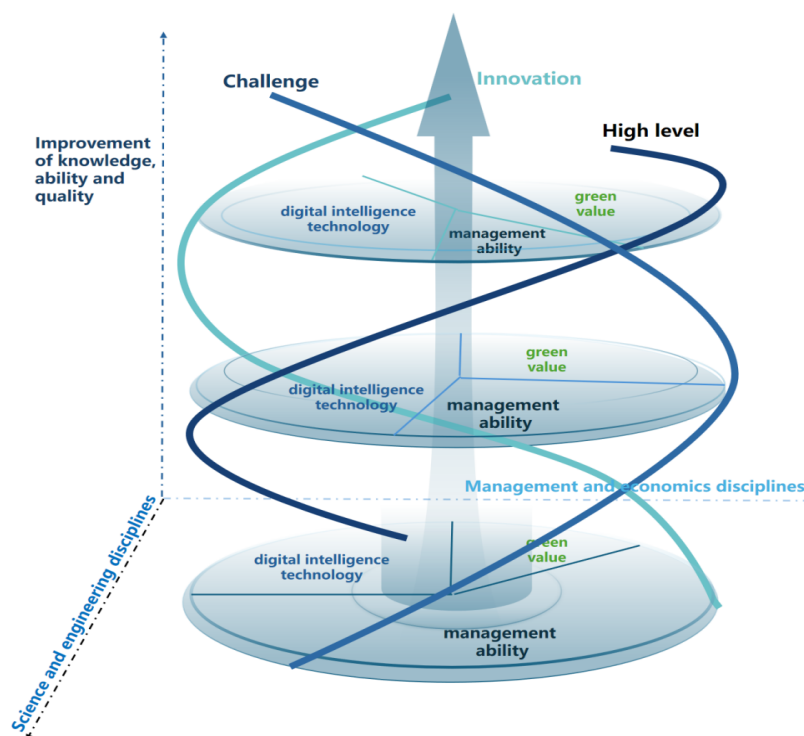 Challenge
Innovation
High level
Improvement
of knowledge,
ability and
quality
digital intelligence
technology
green
value
management
ability
green
value
digital intelligence
technology
management
ability
Management and economics disciplines
digital intelligence
technology
green
value
management
ability
Science and engineering disciplines